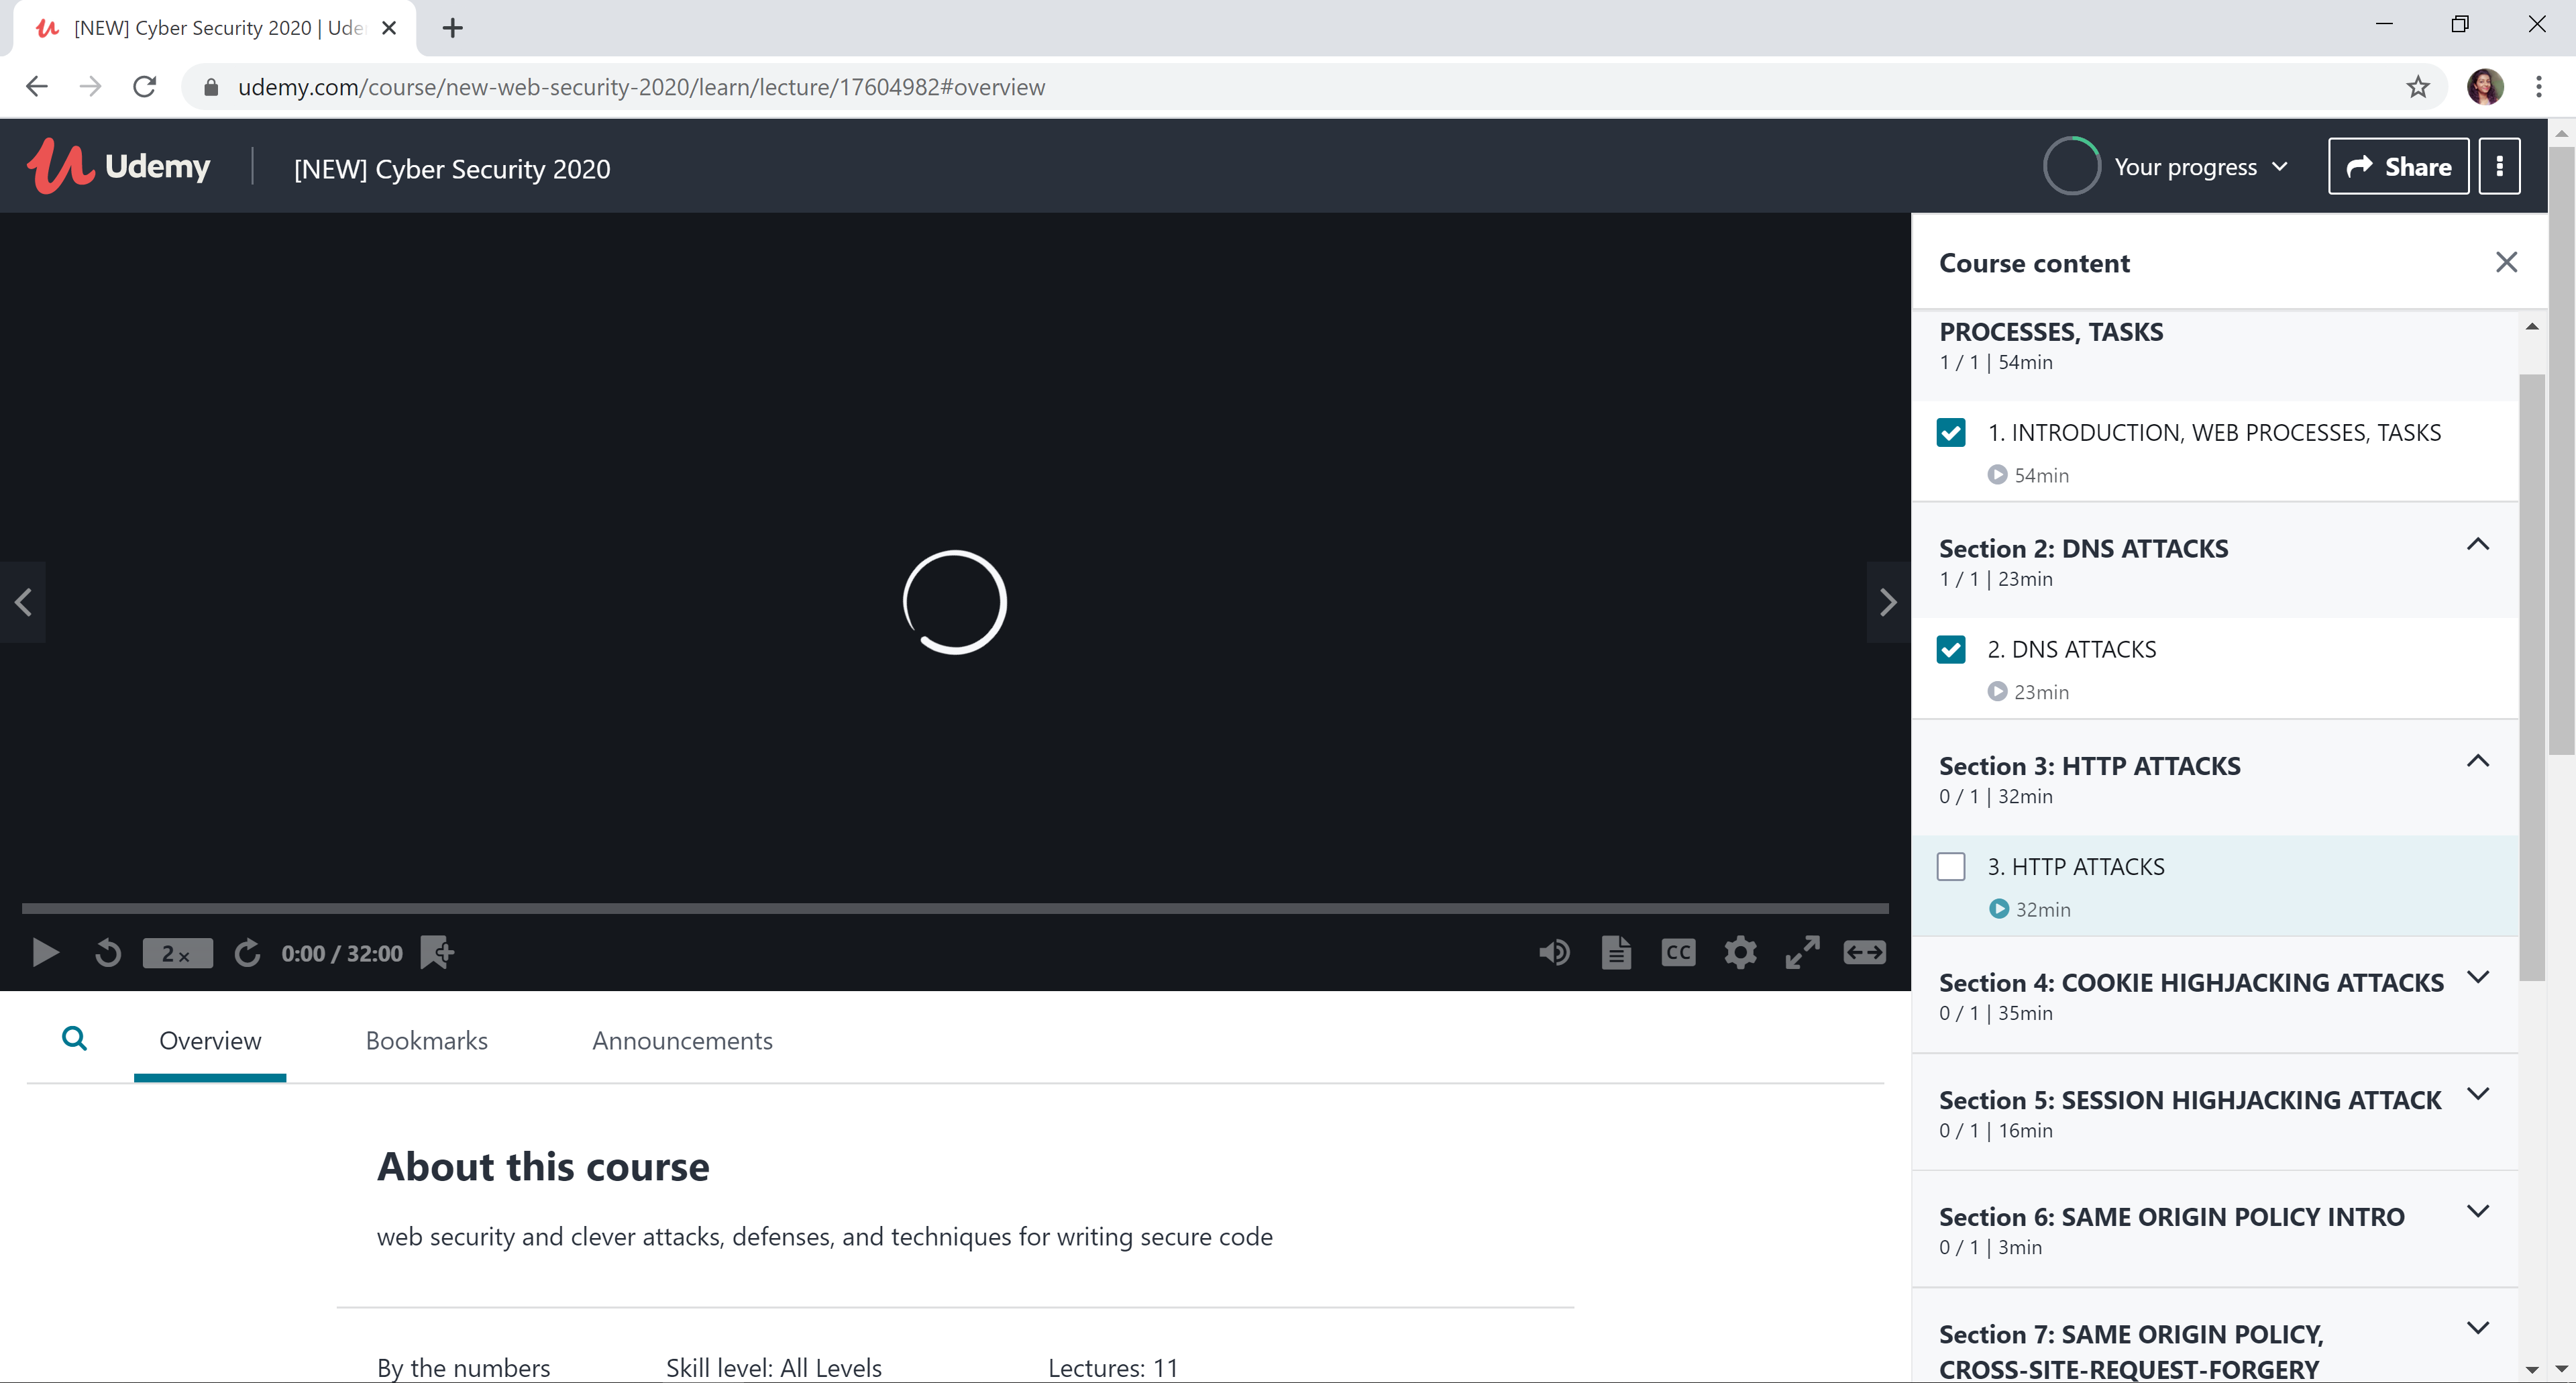 [NEW] Cyber Security 2020 | Ude
udemy.com/course/new-web-security-2020/learn/lecture/17604982#overview
Udemy
[NEW] Cyber Security 2020
Your progress
Share
Course content
PROCESSES, TASKS
1 / 1 | 54min
1. INTRODUCTION, WEB PROCESSES, TASKS
54min
Section 2: DNS ATTACKS
1 / 1 | 23min
2. DNS ATTACKS
23min
Section 3: HTTP ATTACKS
0 / 1 | 32min
3. HTTP ATTACKS
32min
Section 4: COOKIE HIGHJACKING ATTACKS
0 / 1 | 35min
Section 5: SESSION HIGHJACKING ATTACK
0 / 1 | 16min
Section 6: SAME ORIGIN POLICY INTRO
0 / 1 | 3min
Section 7: SAME ORIGIN POLICY,
CROSS-SITE-REQUEST-FORGERY
2 x
0:00 / 32:00
CC
Overview
Bookmarks
Announcements
About this course
web security and clever attacks, defenses, and techniques for writing secure code
By the numbers
Skill level: All Levels
Lectures: 11